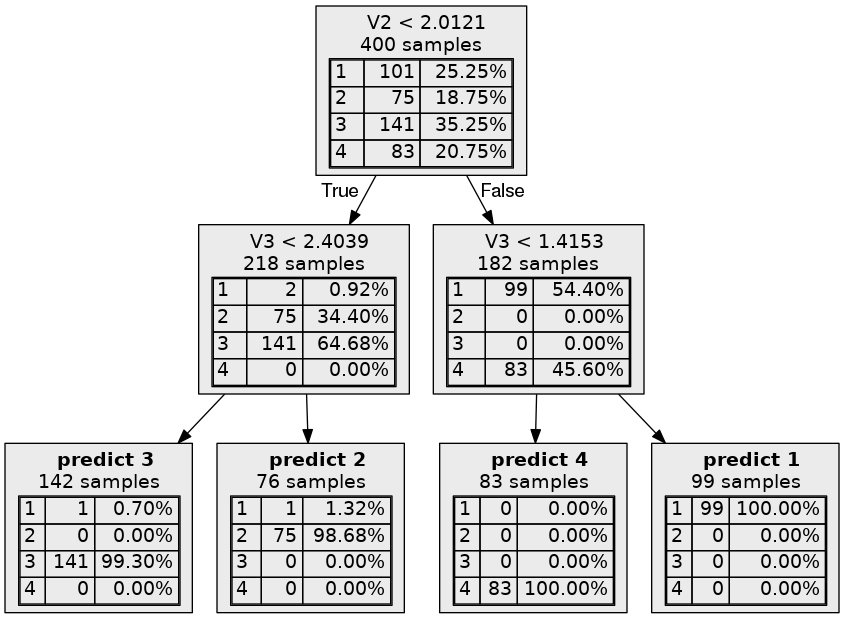 V2 < 2.0121
400 samples
1 101 25.25%
2 75 18.75%
3 141 35.25%
4 83 20.75%
True False
V3 < 2.4039
218 samples
1 2 0.92%
2 75 34.40%
3 141 64.68%
4 0 0.00%
V3 < 1.4153
182 samples
1 99 54.40%
2 0 0.00%
3 0 0.00%
4 83 45.60%
predict 3
142 samples
1 1 0.70%
2 0 0.00%
3 141 99.30%
4 0 0.00%
predict 2
76 samples
1 1 1.32%
2 75 98.68%
3 0 0.00%
4 0 0.00%
predict 4
83 samples
1 0 0.00%
2 0 0.00%
3 0 0.00%
4 83 100.00%
predict 1
99 samples
1 99 100.00%
2 0 0.00%
3 0 0.00%
4 0 0.00%